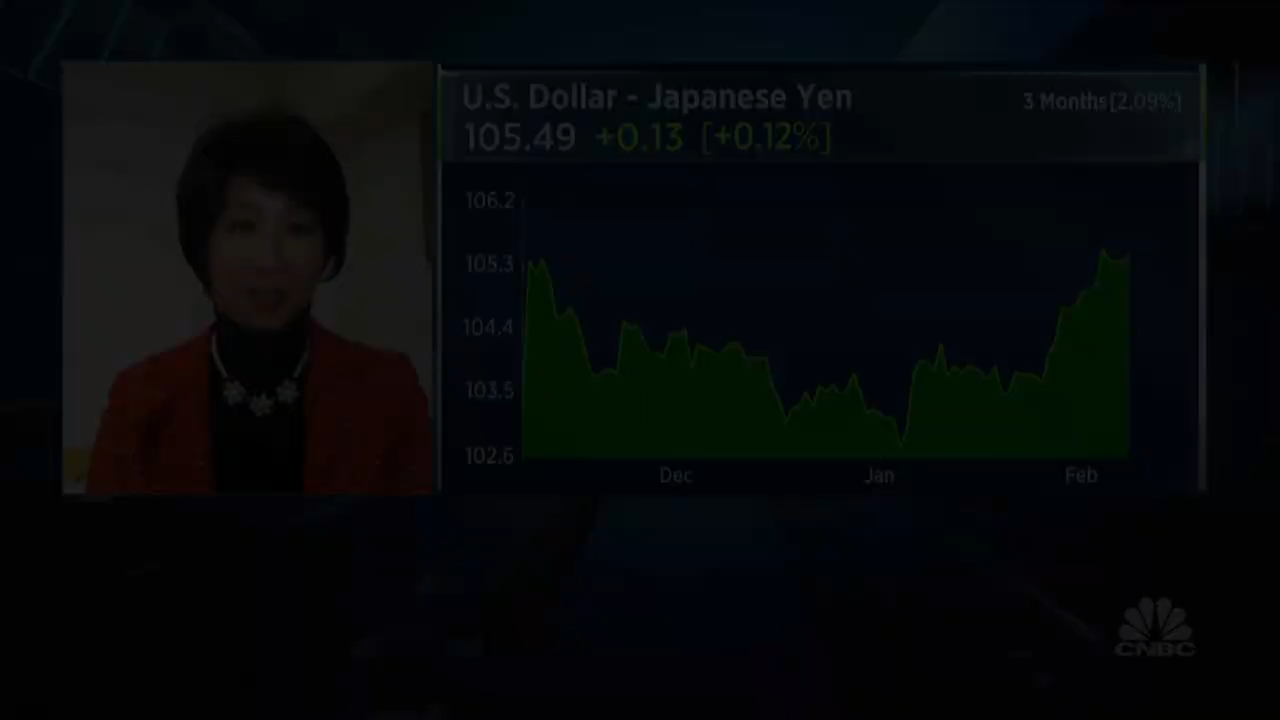 U.S. Dollar - Japanese Yen
3 Months[2.09%]
105.49 +0.13 [+0.12%]
106.2
105.3
104.4
103.5
102.6
Dec Jan Feb
CNBC